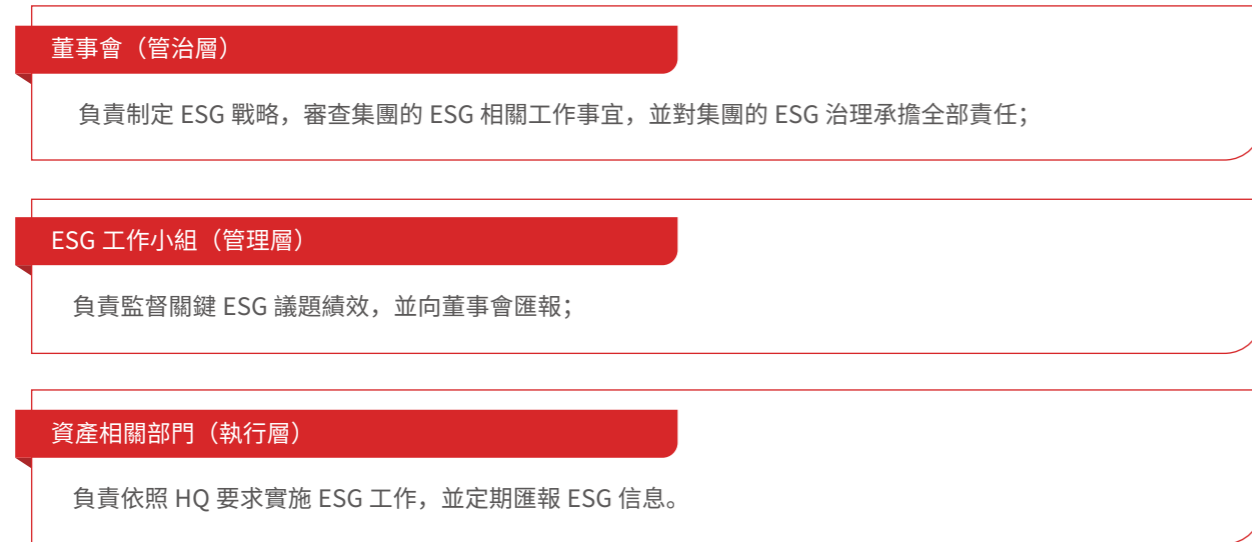 董事會（管治層）
負責制定 ESG 戰略，審查集團的 ESG 相關工作事宜，並對集團的 ESG 治理承擔全部責任；
ESG 工作小組（管理層）
負責監督關鍵 ESG 議題績效，並向董事會匯報；
資產相關部門（執行層）
負責依照 HQ 要求實施 ESG 工作，並定期匯報 ESG 信息。